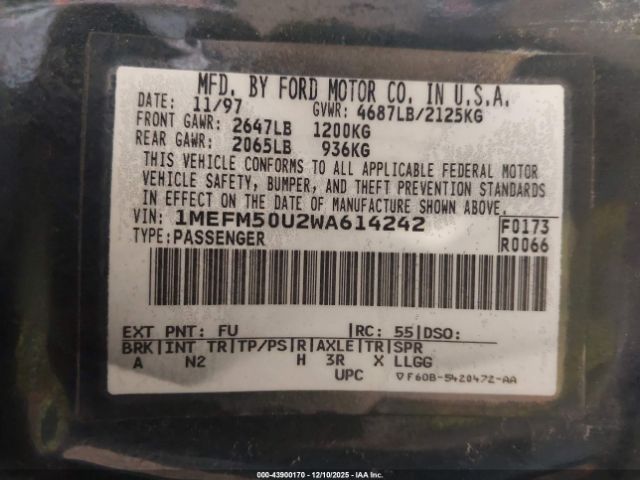 MFD. BY FORD MOTOR CO. IN U.S.A.
DATE: 11/97 GVWR: 4687LB/2125KG
FRONT GAWR: 2647LB 1200KG
REAR GAWR: 2065LB 936KG
THIS VEHICLE CONFORMS TO ALL APPLICABLE FEDERAL MOTOR
VEHICLE SAFETY, BUMPER, AND THEFT PREVENTION STANDARDS
IN EFFECT ON THE DATE OF MANUFACTURE SHOWN ABOVE.
VIN: 1MEFM50U2WA614242 F0173
TYPE: PASSENGER R0066
EXT PNT: FU RC: 55 DSO:
BRK INT TR TP/PS R AXLE TR SPR
A N2 H 3R X LLGG
UPC F60B-5420472-AA
000-43900170 - 12/10/2025 - IAA Inc.